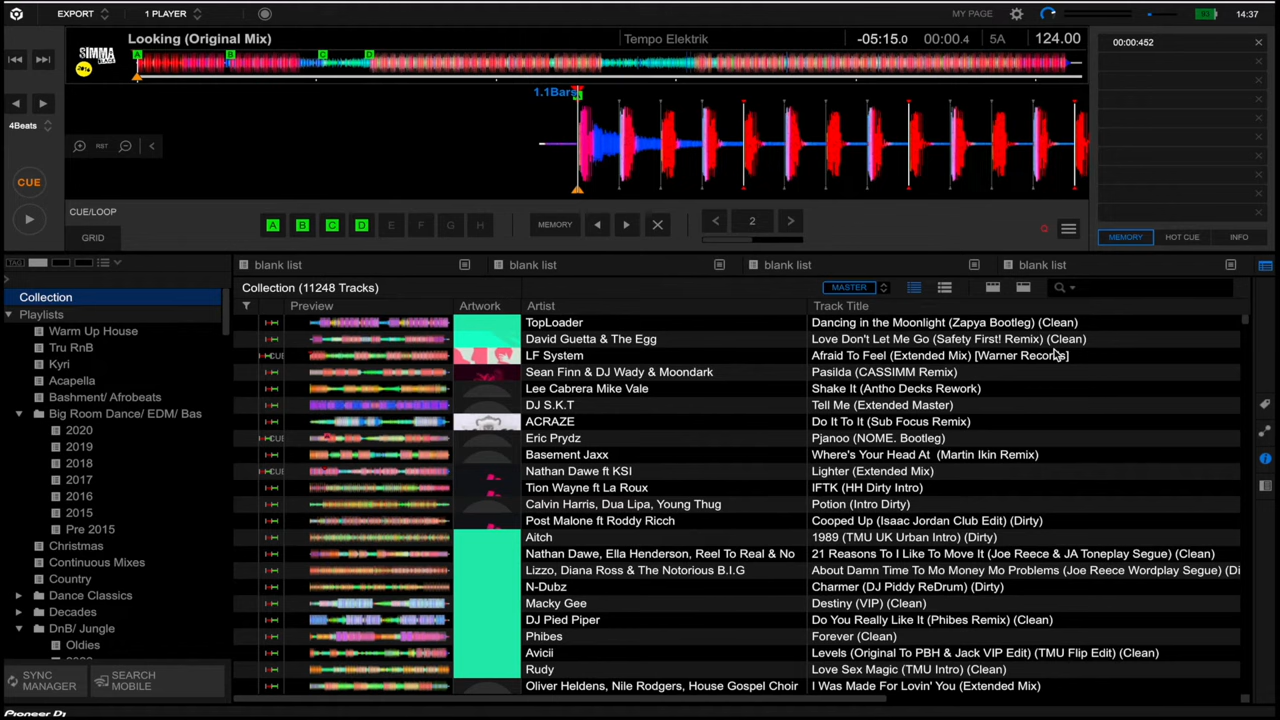 EXPORT 1 PLAYER MY PAGE 14:37
SIMMA BLACK
2014
Looking (Original Mix) Tempo Elektrik -05:15.0 00:00.4 5A 124.00
A B C D
00:00:452
1.1Bars
4Beats
RST
CUE
CUE/LOOP
GRID
A B C D E F G H MEMORY 2 Q
MEMORY HOT CUE INFO
TAG
blank list blank list blank list blank list
Collection (11248 Tracks) MASTER
Preview Artwork Artist Track Title
TopLoader Dancing in the Moonlight (Zapya Bootleg) (Clean)
David Guetta & The Egg Love Don't Let Me Go (Safety First! Remix) (Clean)
CUE LF System Afraid To Feel (Extended Mix) [Warner Records]
Sean Finn & DJ Wady & Moondark Pasilda (CASSIMM Remix)
Lee Cabrera Mike Vale Shake It (Antho Decks Rework)
DJ S.K.T Tell Me (Extended Master)
ACRAZE Do It To It (Sub Focus Remix)
CUE Eric Prydz Pjanoo (NOME. Bootleg)
Basement Jaxx Where's Your Head At (Martin Ikin Remix)
CUE Nathan Dawe ft KSI Lighter (Extended Mix)
Tion Wayne ft La Roux IFTK (HH Dirty Intro)
Calvin Harris, Dua Lipa, Young Thug Potion (Intro Dirty)
Post Malone ft Roddy Ricch Cooped Up (Isaac Jordan Club Edit) (Dirty)
Aitch 1989 (TMU UK Urban Intro) (Dirty)
Nathan Dawe, Ella Henderson, Reel To Real & No 21 Reasons To I Like To Move It (Joe Reece & JA Toneplay Segue) (Clean)
Lizzo, Diana Ross & The Notorious B.I.G About Damn Time To Mo Money Mo Problems (Joe Reece Wordplay Segue) (Di
N-Dubz Charmer (DJ Piddy ReDrum) (Dirty)
Macky Gee Destiny (VIP) (Clean)
DJ Pied Piper Do You Really Like It (Phibes Remix) (Clean)
Phibes Forever (Clean)
Avicii Levels (Original To PBH & Jack VIP Edit) (TMU Flip Edit) (Clean)
Rudy Love Sex Magic (TMU Intro) (Clean)
Oliver Heldens, Nile Rodgers, House Gospel Choir I Was Made For Lovin' You (Extended Mix)
Collection
Playlists
Warm Up House
Tru RnB
Kyri
Acapella
Bashment/ Afrobeats
Big Room Dance/ EDM/ Bas
2020
2019
2018
2017
2016
2015
Pre 2015
Christmas
Continuous Mixes
Country
Dance Classics
Decades
DnB/ Jungle
Oldies
SYNC MANAGER
SEARCH MOBILE
Pioneer Dj